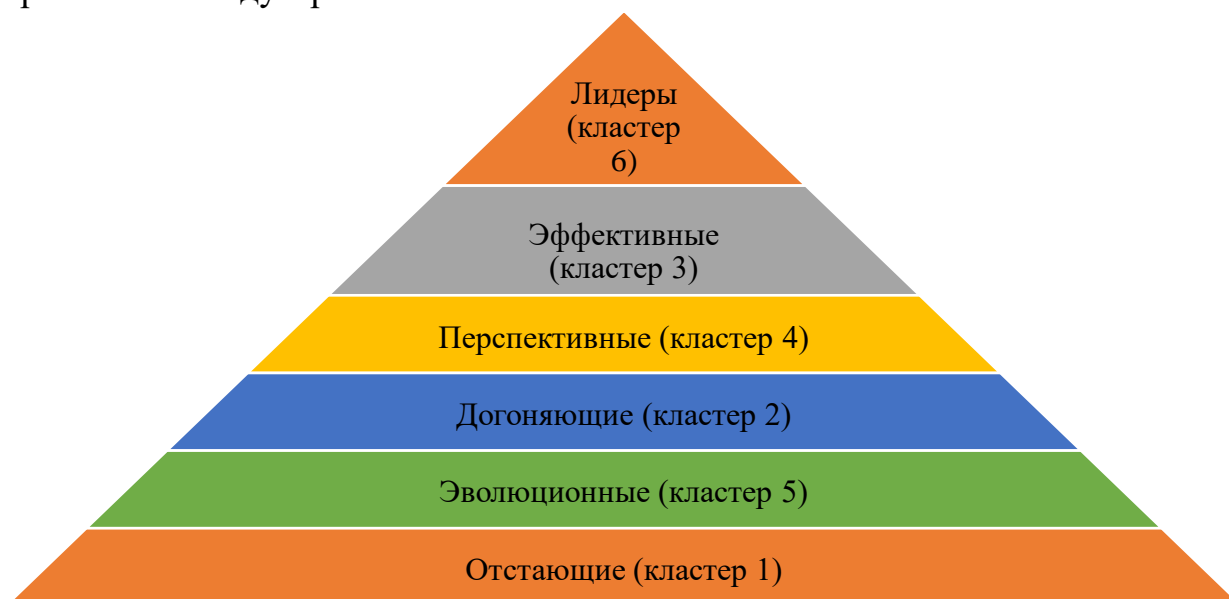 Лидеры
(кластер
6)
Эффективные
(кластер 3)
Перспективные (кластер 4)
Догоняющие (кластер 2)
Эволюционные (кластер 5)
Отстающие (кластер 1)